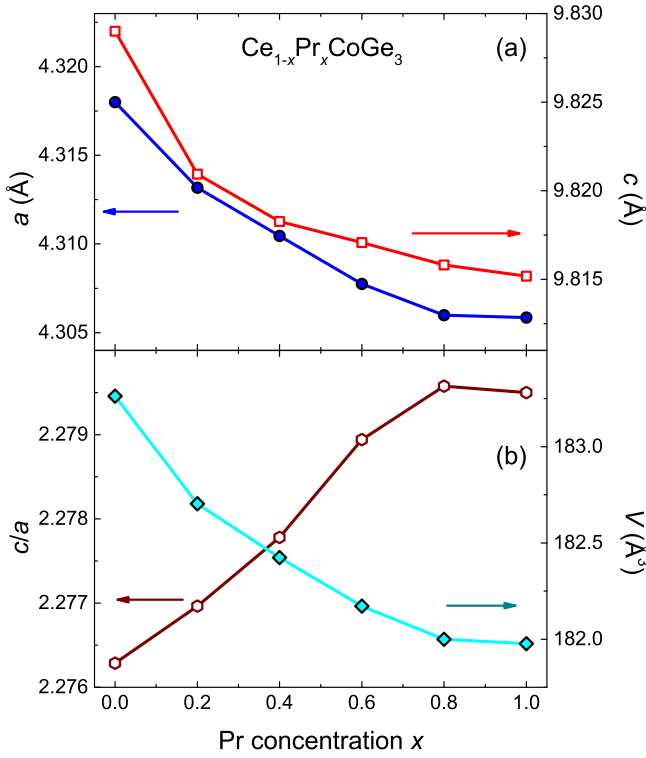 Ce1-xPrxCoGe3
(a)
4.320
4.315
4.310
4.305
a (Å)
9.830
9.825
9.820
9.815
c (Å)
(b)
2.279
2.278
2.277
2.276
c/a
183.0
182.5
182.0
V (Å3)
0.0 0.2 0.4 0.6 0.8 1.0
Pr concentration x